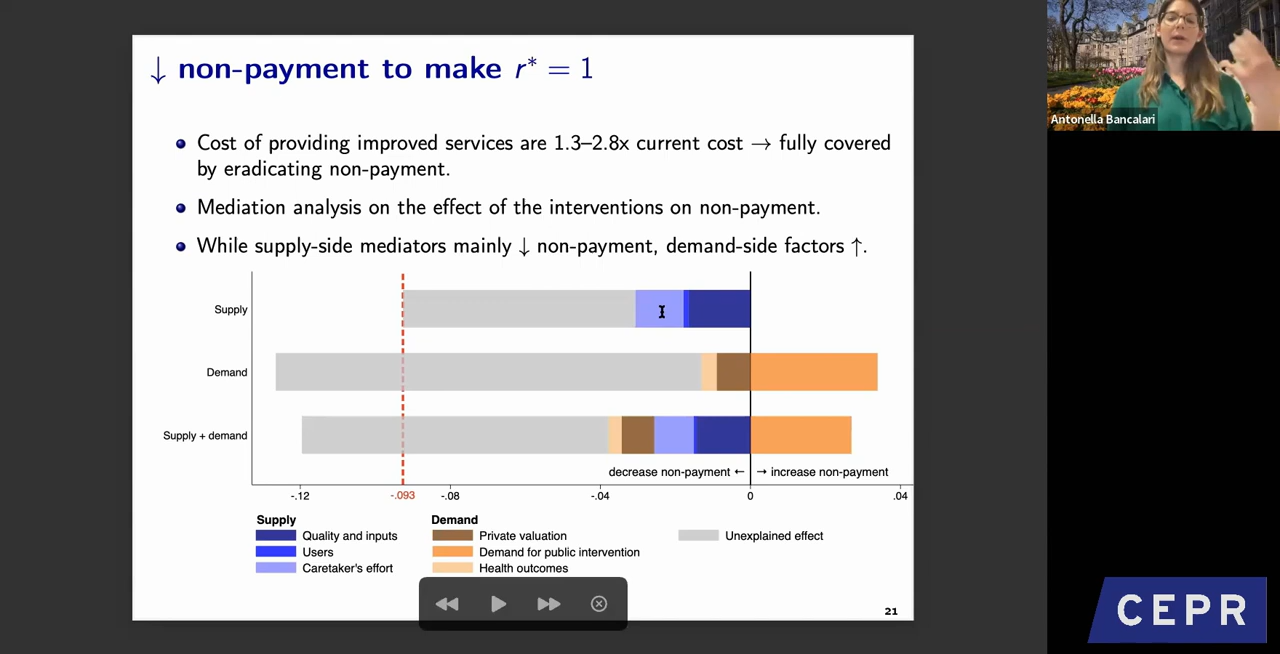 ↓ non-payment to make r* = 1
Cost of providing improved services are 1.3–2.8x current cost → fully covered
by eradicating non-payment.
Mediation analysis on the effect of the interventions on non-payment.
While supply-side mediators mainly ↓ non-payment, demand-side factors ↑.
Supply
Demand
Supply + demand
decrease non-payment ← → increase non-payment
-.12 -.093 -.08 -.04 0 .04
Supply Demand
Quality and inputs Private valuation Unexplained effect
Users Demand for public intervention
Caretaker's effort Health outcomes
21
Antonella Bancalari
CEPR